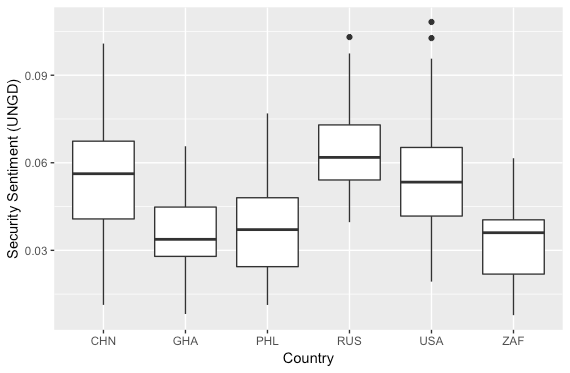 Security Sentiment (UNGD)
0.09
0.06
0.03
CHN GHA PHL RUS USA ZAF
Country